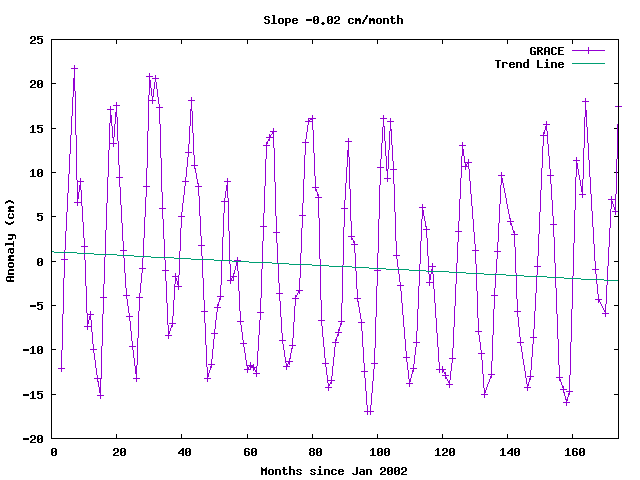 Slope -0.02 cm/month
GRACE
Trend Line
25
20
15
10
5
0
-5
-10
-15
-20
Anomaly (cm)
0 20 40 60 80 100 120 140 160
Months since Jan 2002